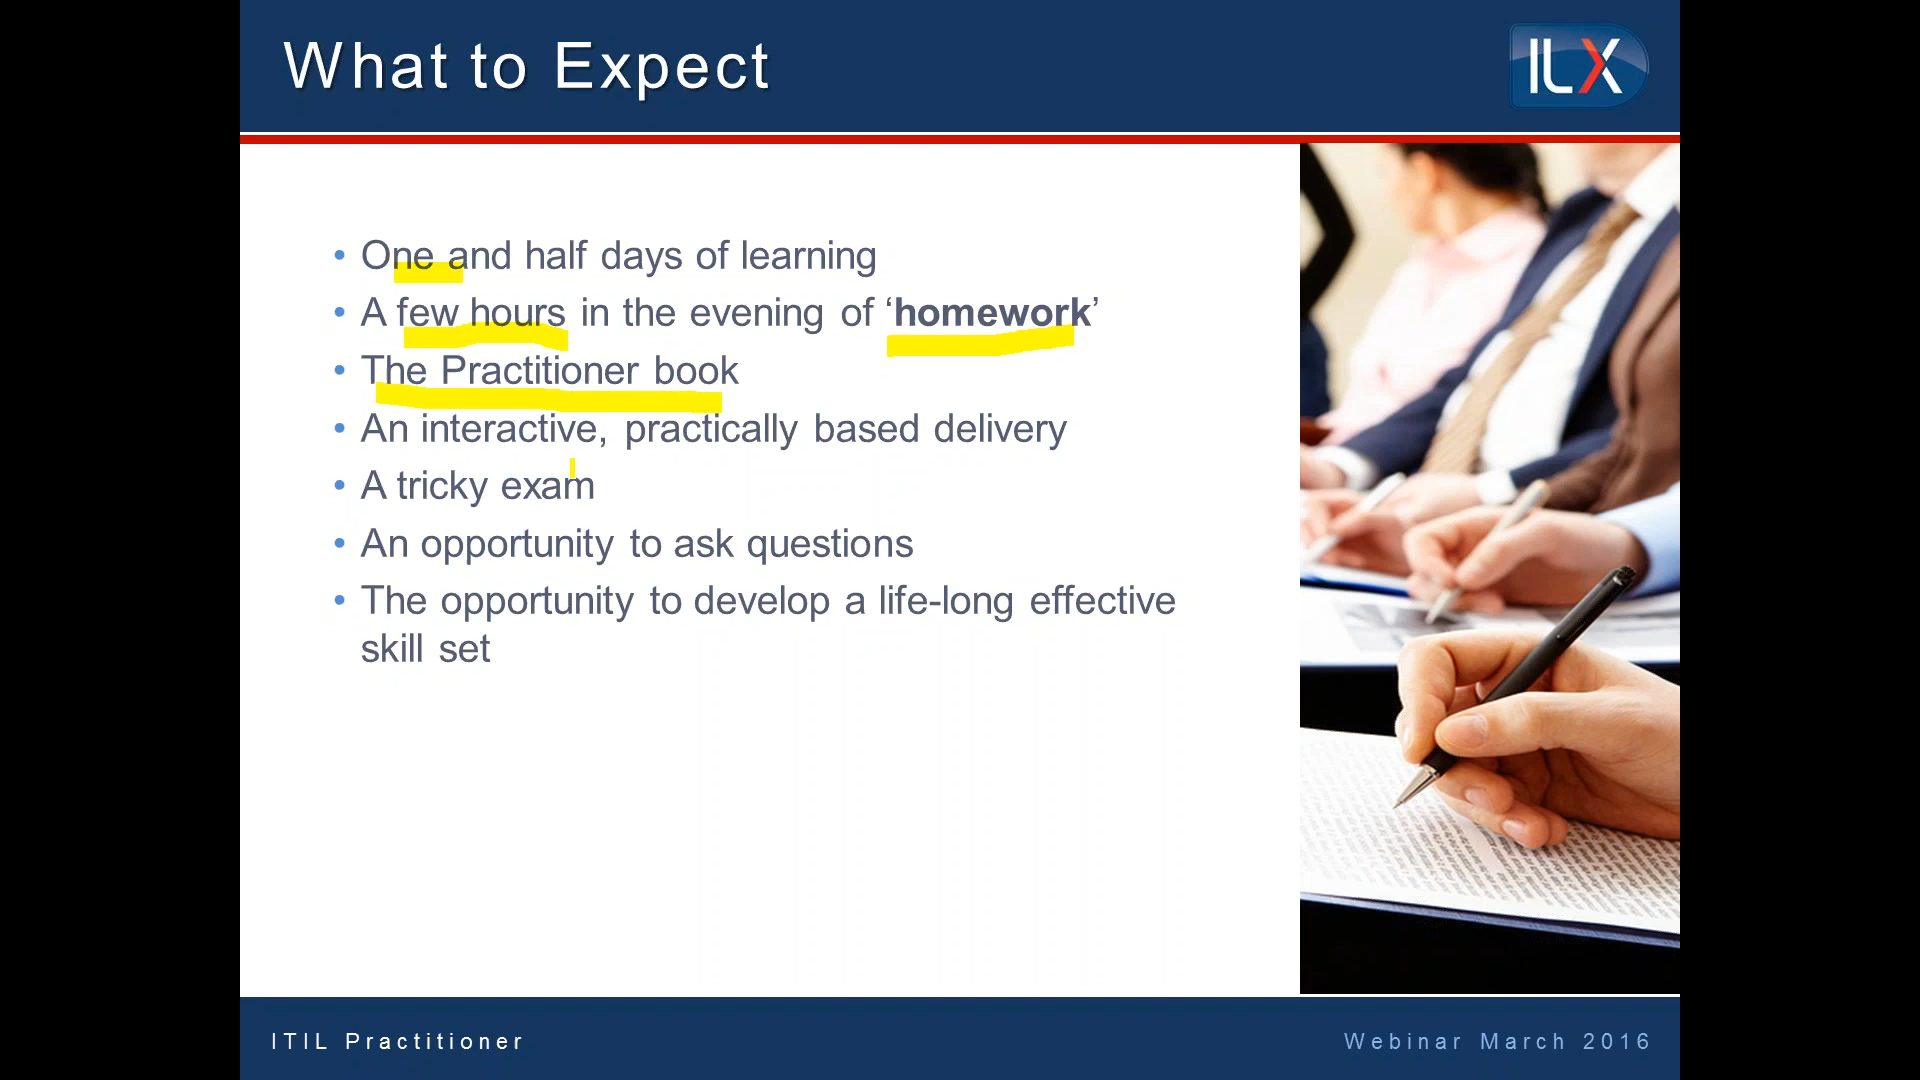 What to Expect
ILX
• One and half days of learning
• A few hours in the evening of ‘homework’
• The Practitioner book
• An interactive, practically based delivery
• A tricky exam
• An opportunity to ask questions
• The opportunity to develop a life-long effective
skill set
ITIL Practitioner
Webinar March 2016